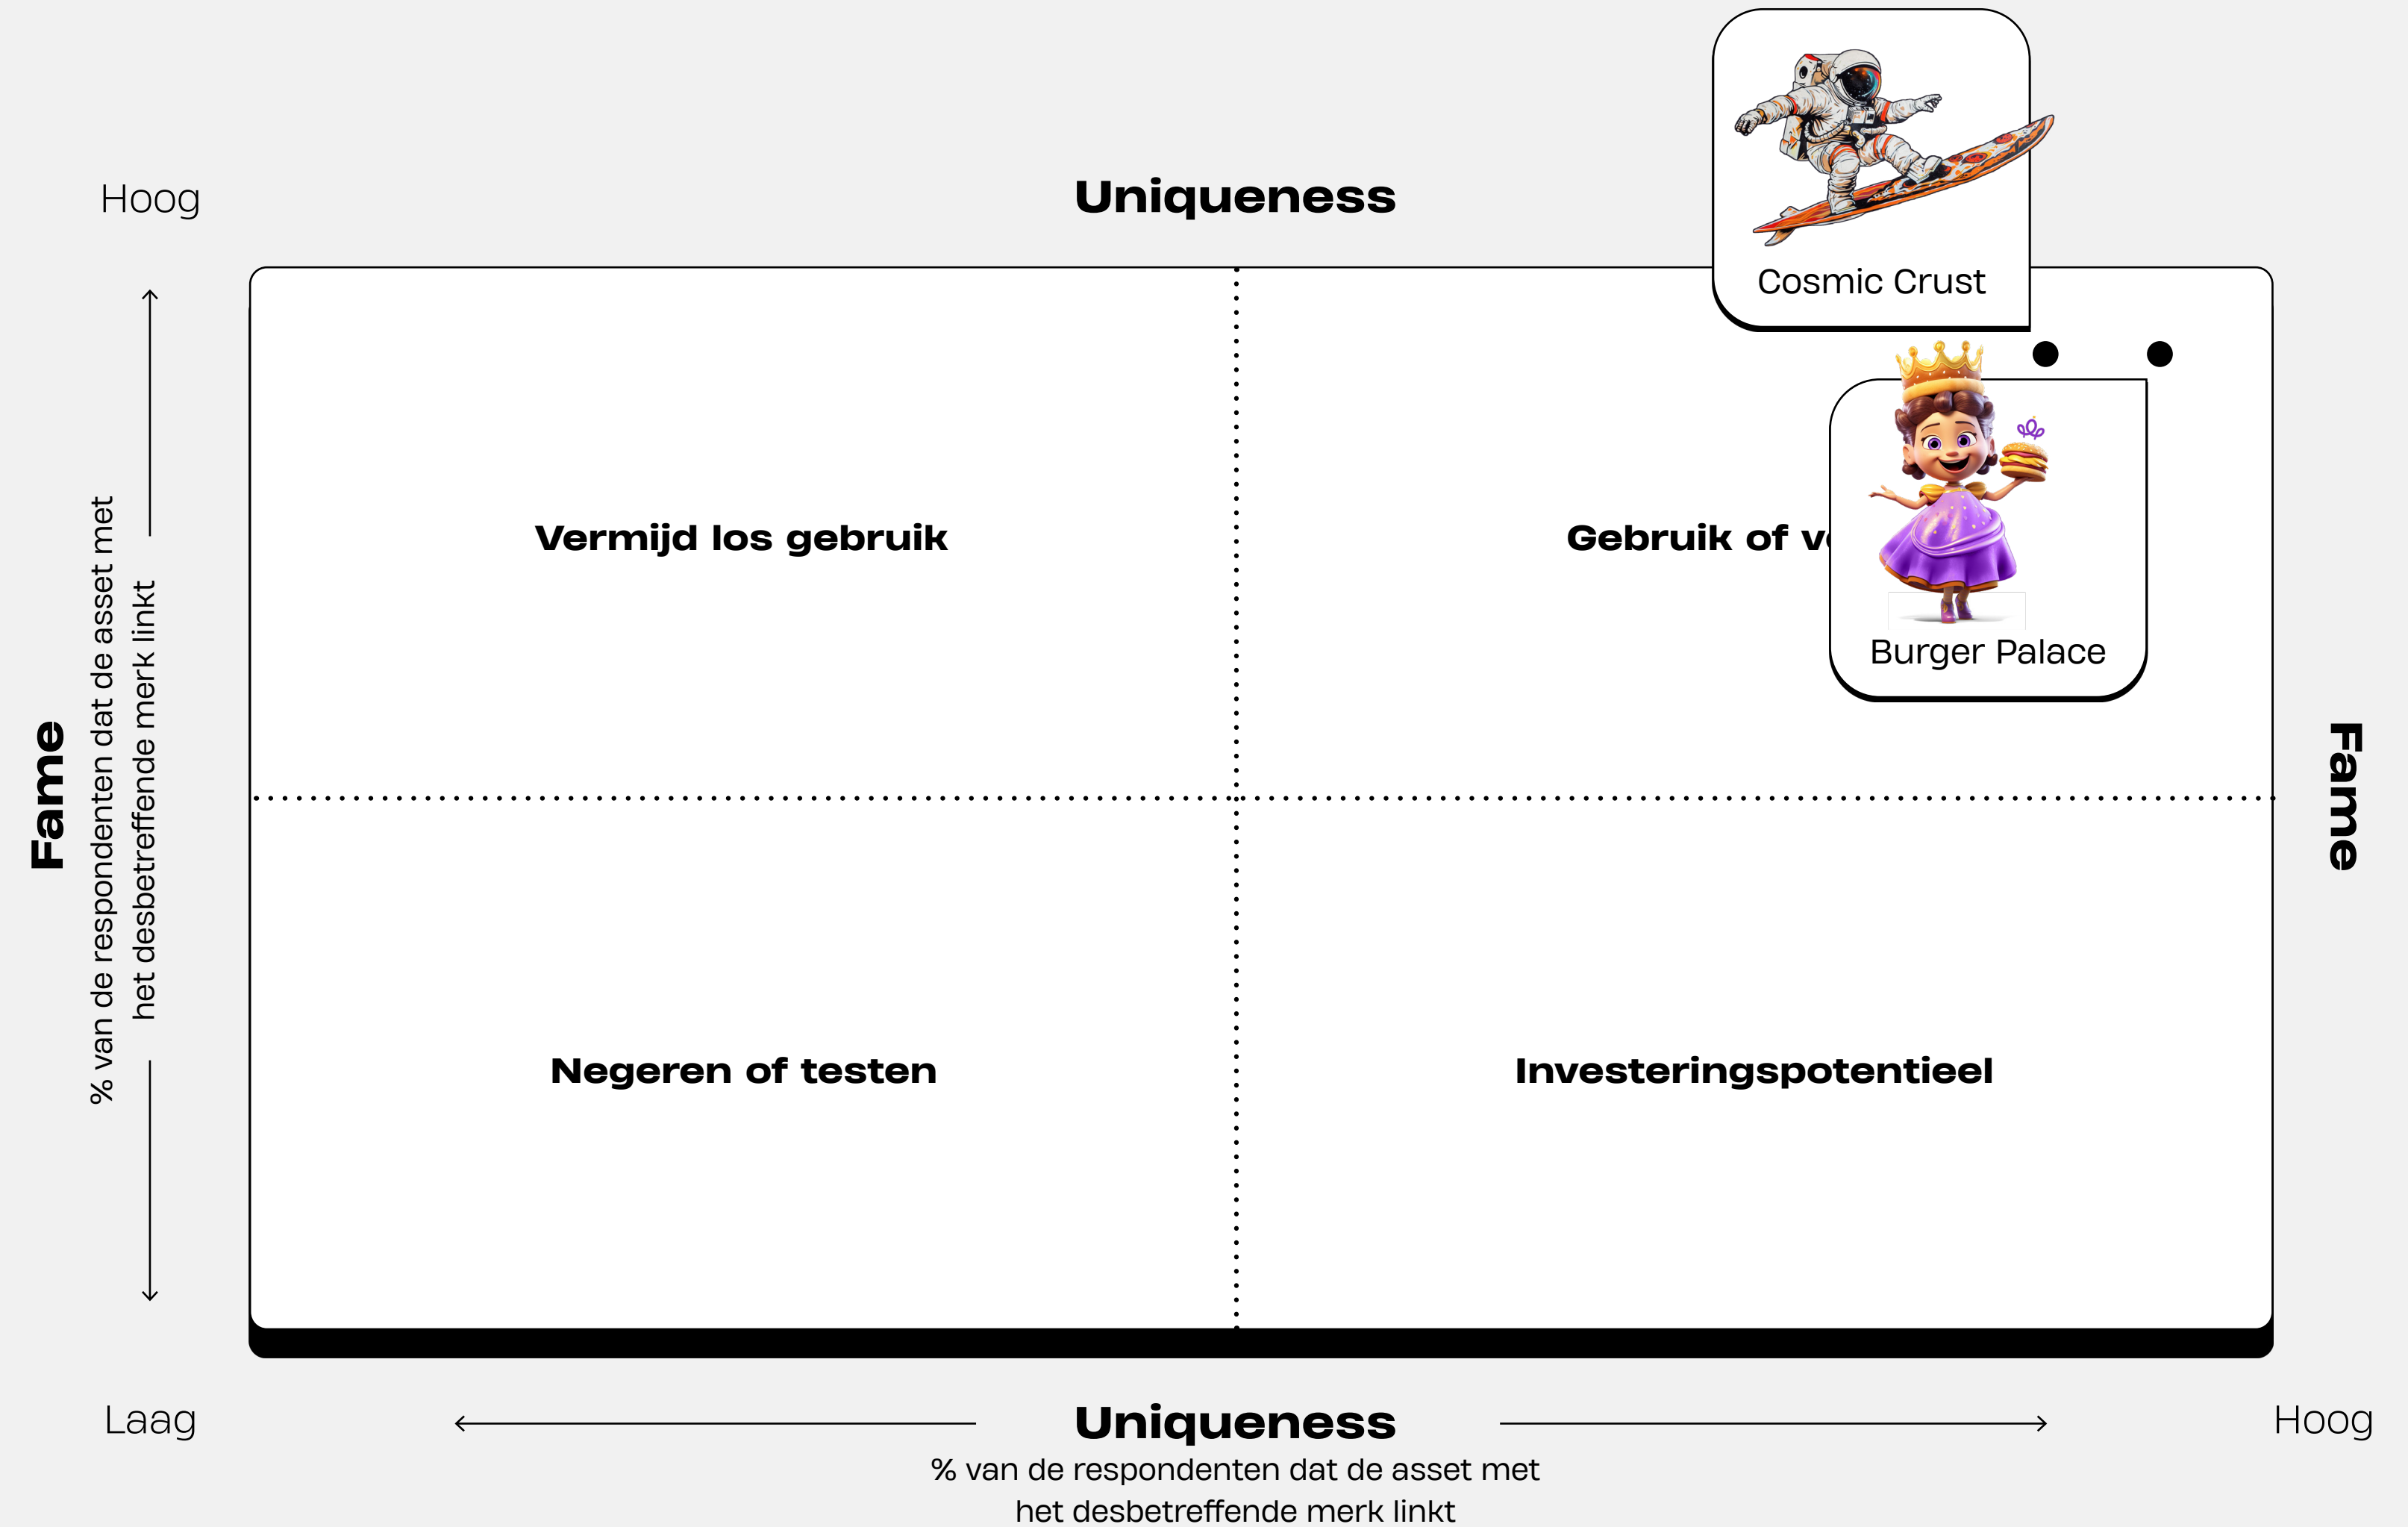 Hoog
Uniqueness
Cosmic Crust
Vermijd los gebruik
Gebruik of
Burger Palace
Fame
% van de respondenten dat de asset met
het desbetreffende merk linkt
Fame
Negeren of testen
Investeringspotentieel
Laag
Uniqueness
Hoog
% van de respondenten dat de asset met
het desbetreffende merk linkt